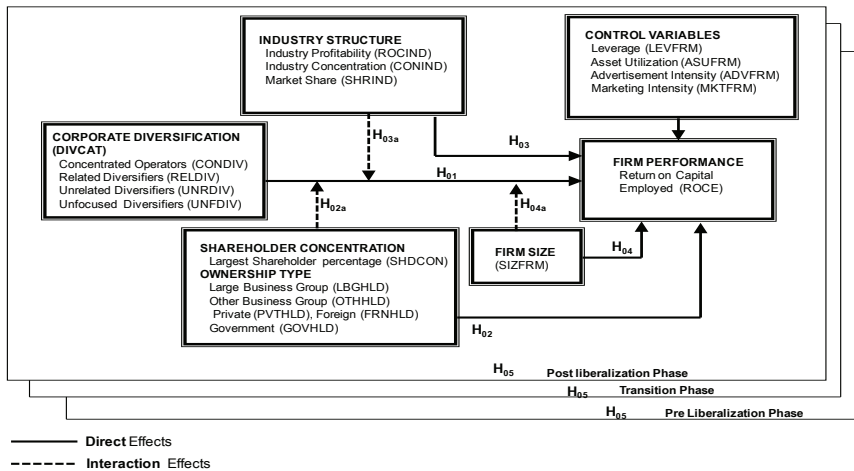 INDUSTRY STRUCTURE
Industry Profitability (ROCIND)
Industry Concentration (CONIND)
Market Share (SHRIND)
CONTROL VARIABLES
Leverage (LEVFRM)
Asset Utilization (ASUFRM)
Advertisement Intensity (ADVFRM)
Marketing Intensity (MKTFRM)
CORPORATE DIVERSIFICATION
(DIVCAT)
Concentrated Operators (CONDIV)
Related Diversifiers (RELDIV)
Unrelated Diversifiers (UNRDIV)
Unfocused Diversifiers (UNFDIV)
H03a
H03
H01
FIRM PERFORMANCE
Return on Capital
Employed (ROCE)
H02a
H04a
SHAREHOLDER CONCENTRATION
Largest Shareholder percentage (SHDCON)
OWNERSHIP TYPE
Large Business Group (LBGHLD)
Other Business Group (OTHHLD)
Private (PVTHLD), Foreign (FRNHLD)
Government (GOVHLD)
FIRM SIZE
(SIZFRM)
H04
H02
H05 Post liberalization Phase
H05 Transition Phase
H05 Pre Liberalization Phase
Direct Effects
Interaction Effects